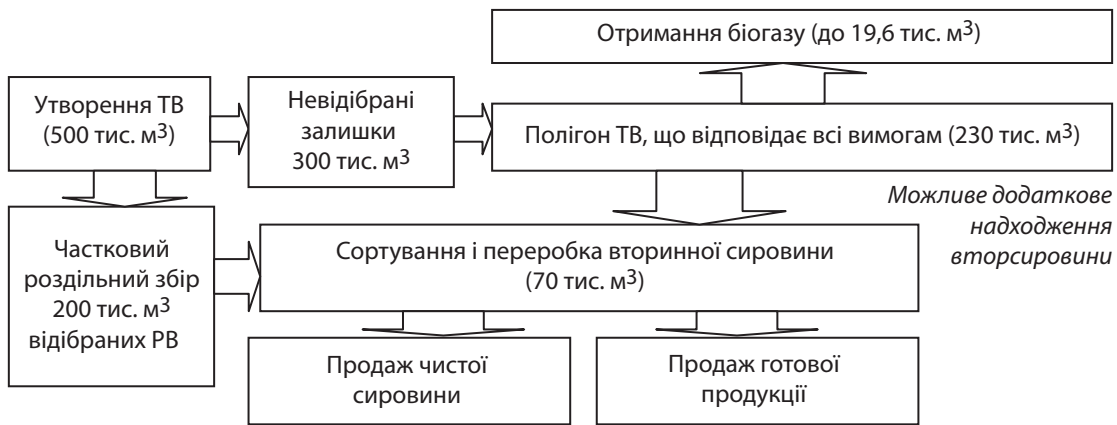 Отримання біогазу (до 19,6 тис. м³)
Утворення ТВ
(500 тис. м³)
Невідібрані
залишки
300 тис. м³
Полігон ТВ, що відповідає всі вимогам (230 тис. м³)
Можливе додаткове
надходження
вторсировини
Частковий
роздільний збір
200 тис. м³
відібраних РВ
Сортування і переробка вторинної сировини
(70 тис. м³)
Продаж чистої
сировини
Продаж готової
продукції